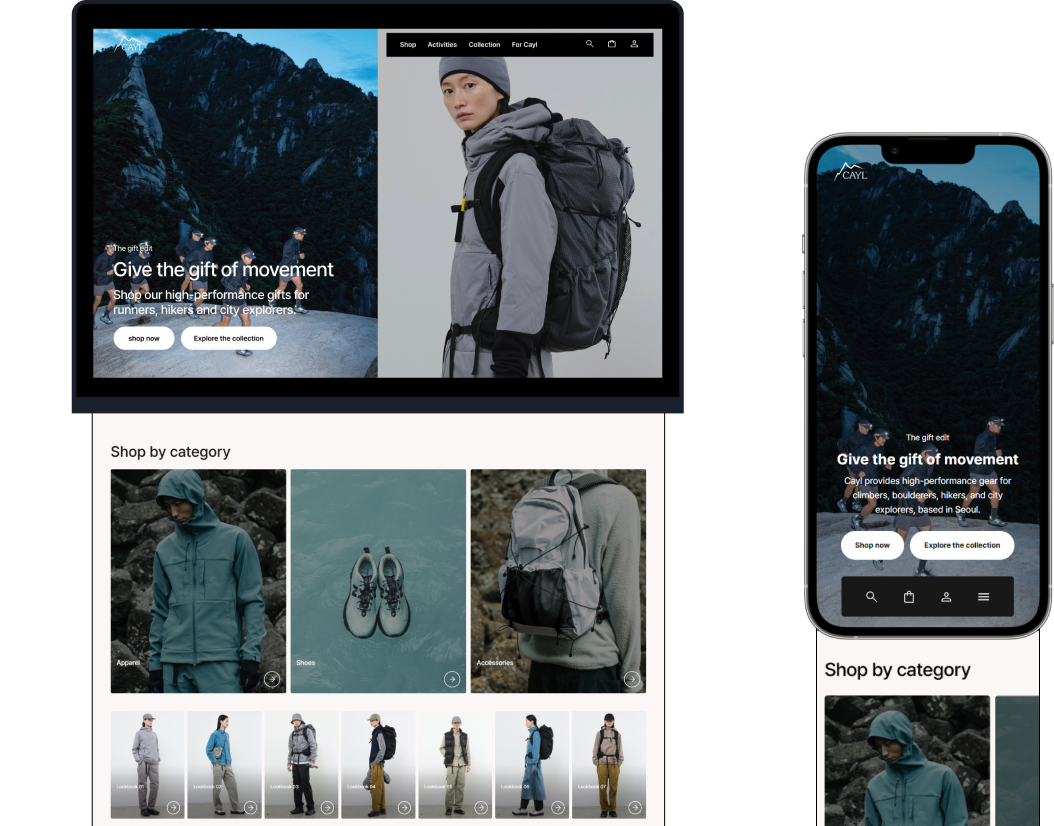 CAYL
Shop Activities Collection For Cayl
The gift edit
Give the gift of movement
Shop our high-performance gifts for
runners, hikers and city explorers.
shop now Explore the collection
Shop by category
Apparel
Shoes
Accessories
Lookbook 01
Lookbook 02
Lookbook 03
Lookbook 04
Lookbook 05
Lookbook 06
Lookbook 07
CAYL
The gift edit
Give the gift of movement
Cayl provides high-performance gear for
climbers, boulderers, hikers, and city
explorers, based in Seoul.
Shop now Explore the collection
Shop by category